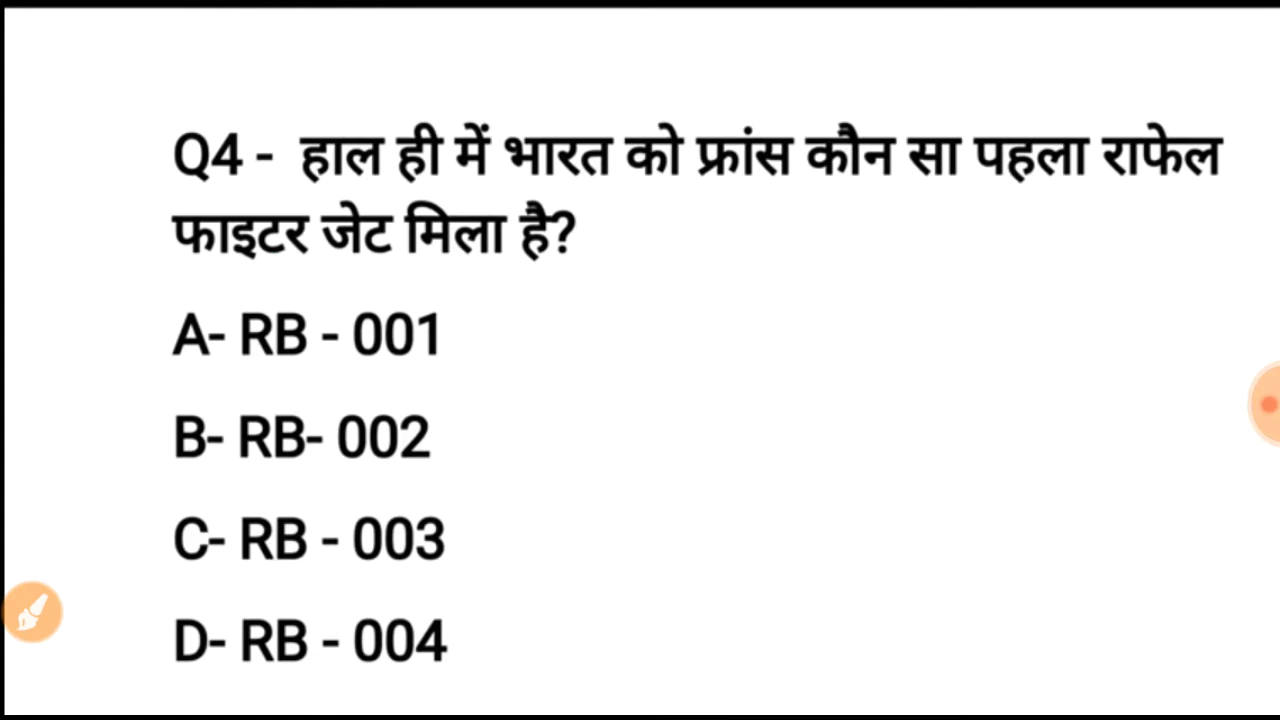 Q4 - हाल ही में भारत को फ्रांस कौन सा पहला राफेल
फाइटर जेट मिला है?
A- RB - 001
B- RB- 002
C- RB - 003
D- RB - 004